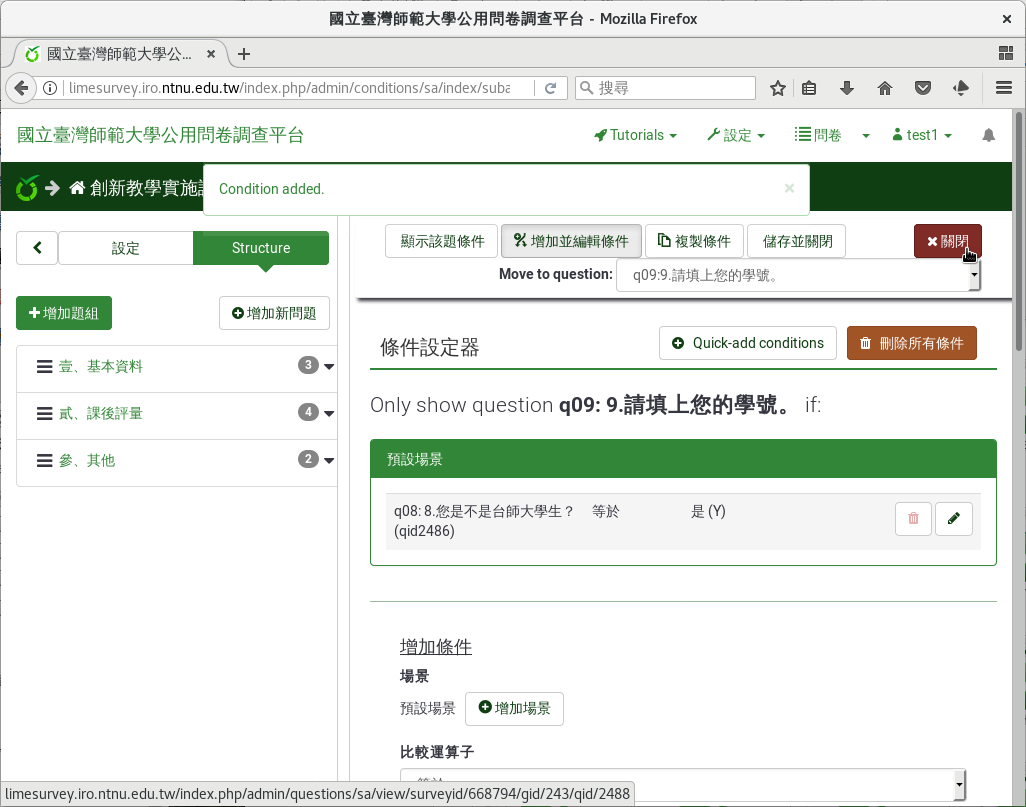 國立臺灣師範大學公用問卷調查平台 - Mozilla Firefox
國立臺灣師範大學公...
limesurvey.iro.ntnu.edu.tw/index.php/admin/conditions/sa/index/suba
搜尋
國立臺灣師範大學公用問卷調查平台
Tutorials
設定
問卷
test1
創新教學實施
Condition added.
×
設定
Structure
顯示該題條件
增加並編輯條件
複製條件
儲存並關閉
關閉
Move to question:
q09:9.請填上您的學號。
增加題組
增加新問題
壹、基本資料
3
貳、課後評量
4
參、其他
2
條件設定器
Quick-add conditions
刪除所有條件
Only show question q09: 9.請填上您的學號。 if:
預設場景
q08: 8.您是不是台師大學生？ 等於 是 (Y)
(qid2486)
增加條件
場景
預設場景
增加場景
比較運算子
等於
limesurvey.iro.ntnu.edu.tw/index.php/admin/questions/sa/view/surveyid/668794/gid/243/qid/2488